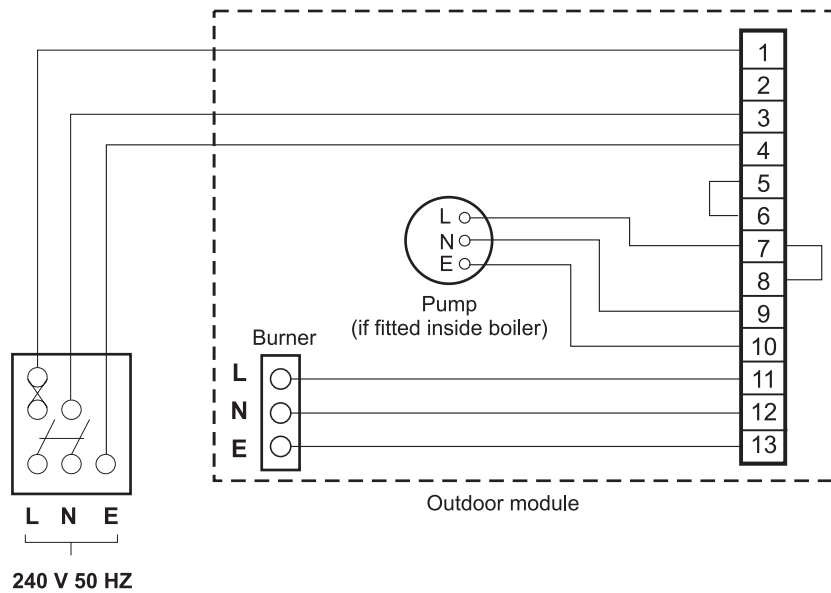 1
2
3
4
5
6
7
8
9
10
11
12
13
L
N
E
Pump
(if fitted inside boiler)
Burner
L
N
E
Outdoor module
L N E
240 V 50 HZ